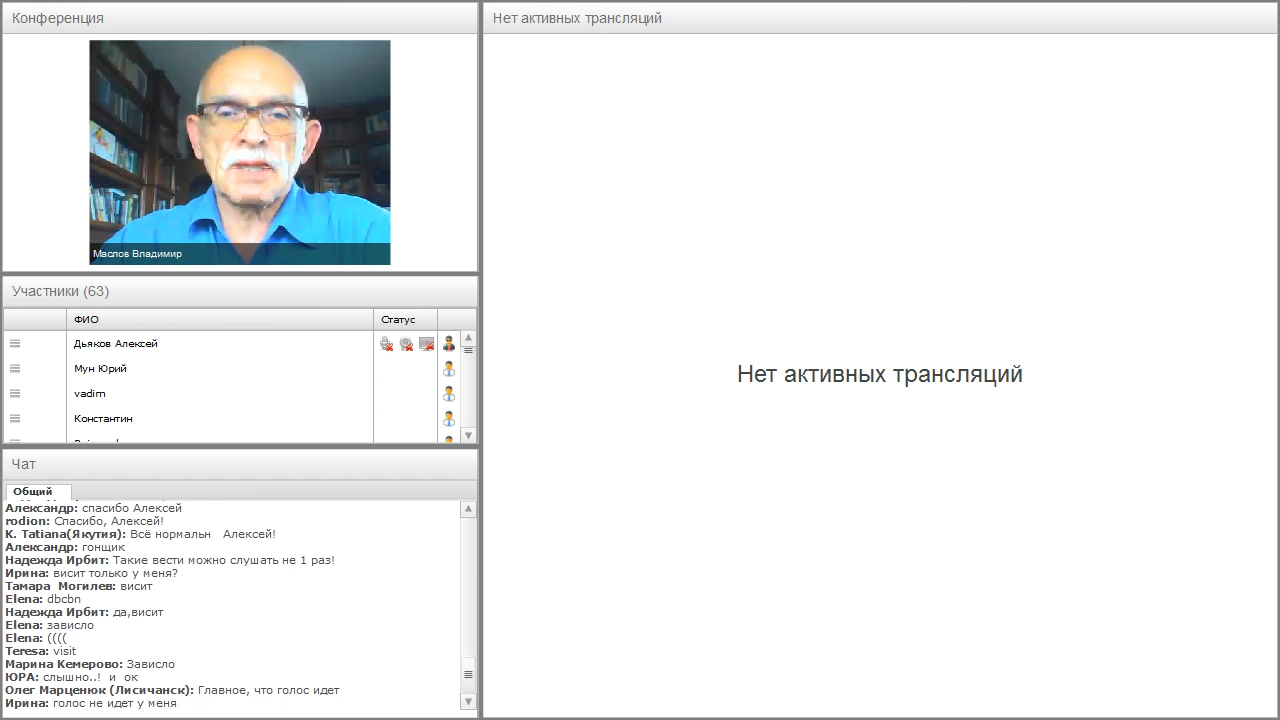 Конференция
Маслов Владимир
Участники (63)
ФИО
Статус
Дьяков Алексей
Мун Юрий
vadim
Константин
Чат
Общий
Александр: спасибо Алексей
rodion: Спасибо, Алексей!
K. Tatiana(Якутия): Всё нормальн Алексей!
Александр: гонщик
Надежда Ирбит: Такие вести можно слушать не 1 раз!
Ирина: висит только у меня?
Тамара Могилев: висит
Elena: dbcbn
Надежда Ирбит: да,висит
Elena: зависло
Elena: ((((
Teresa: visit
Марина Кемерово: Зависло
ЮРА: слышно..! и ок
Олег Марценюк (Лисичанск): Главное, что голос идет
Ирина: голос не идет у меня
Нет активных трансляций
Нет активных трансляций